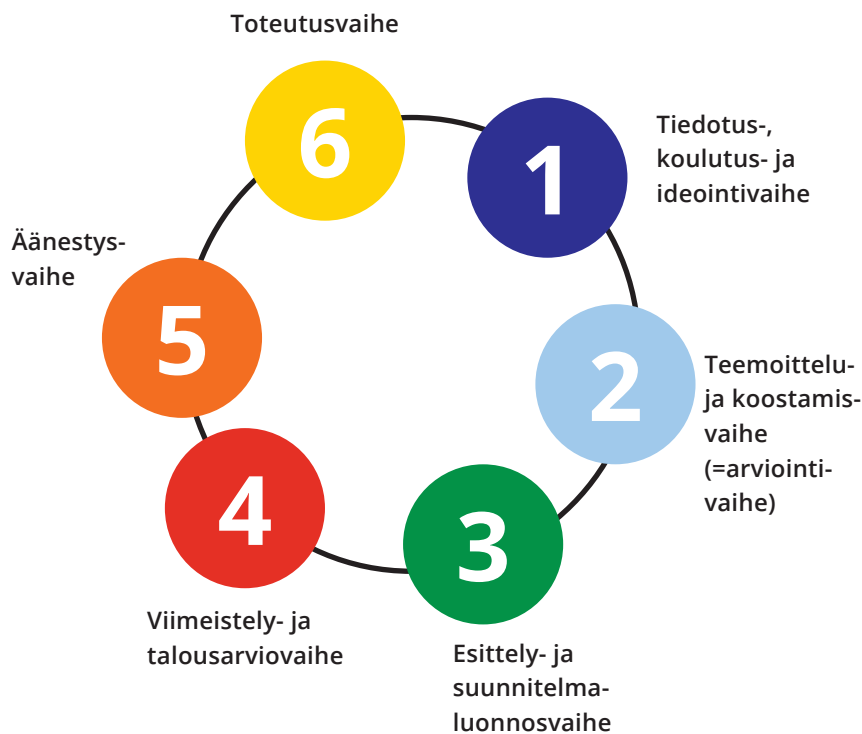 Toteutusvaihe
6
1
Tiedotus-,
koulutus- ja
ideointivaihe
Äänestys-
vaihe
5
2
Teemoittelu-
ja koostamis-
vaihe
(=arviointi-
vaihe)
4
3
Viimeistely- ja
talousarviovaihe
Esittely- ja
suunnitelma-
luonnosvaihe